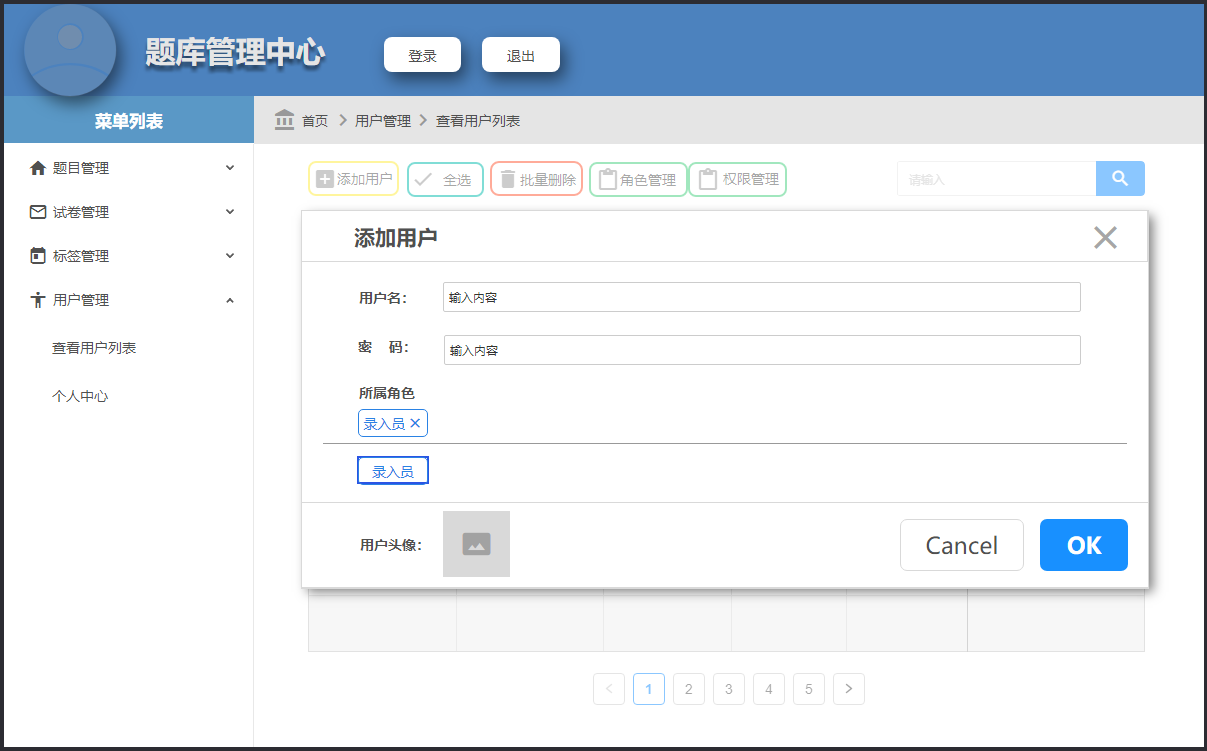 题库管理中心
登录
退出
菜单列表
首页
用户管理
查看用户列表
题目管理
试卷管理
标签管理
用户管理
查看用户列表
个人中心
添加用户
全选
批量删除
角色管理
权限管理
请输入
添加用户
用户名：
输入内容
密 码：
输入内容
所属角色
录入员
录入员
用户头像：
Cancel
OK
< 1 2 3 4 5 >